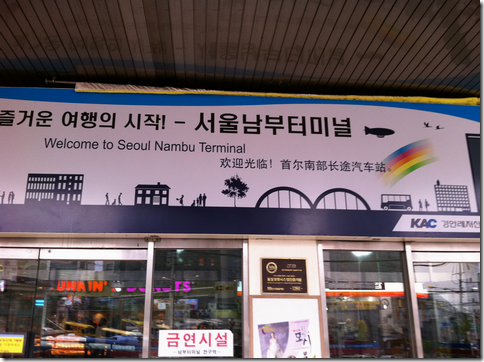 즐거운 여행의 시작! - 서울남부터미널
Welcome to Seoul Nambu Terminal
欢迎光临! 首尔南部长途汽车站
KAC
DUNKIN' DONUTS
금연시설